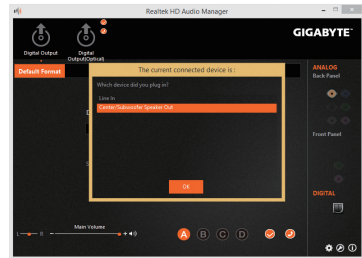 Realtek HD Audio Manager
GIGABYTE™
Digital Output
Digital
Output(Optical)
Default Format
The current connected device is :
Which device did you plug in?
Line In
Center/Subwoofer Speaker Out
OK
ANALOG
Back Panel
Front Panel
DIGITAL
Main Volume
L
R
A
B
C
D